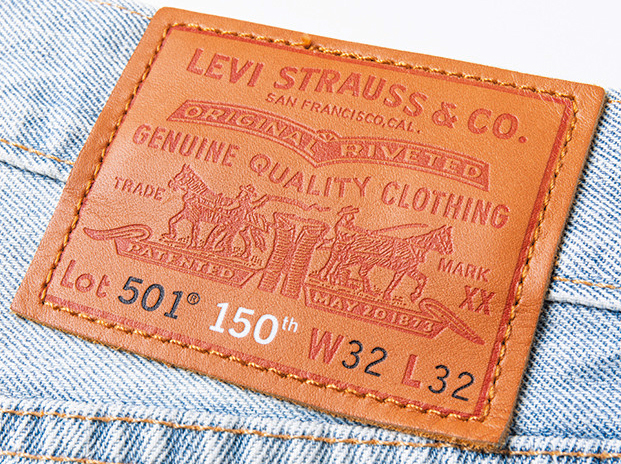 LEVI STRAUSS & CO.
SAN FRANCISCO, CAL.
ORIGINAL RIVETED
GENUINE QUALITY CLOTHING
TRADE MARK
PATENTED MAY 20 1873 XX
Lot 501® 150th W32 L32